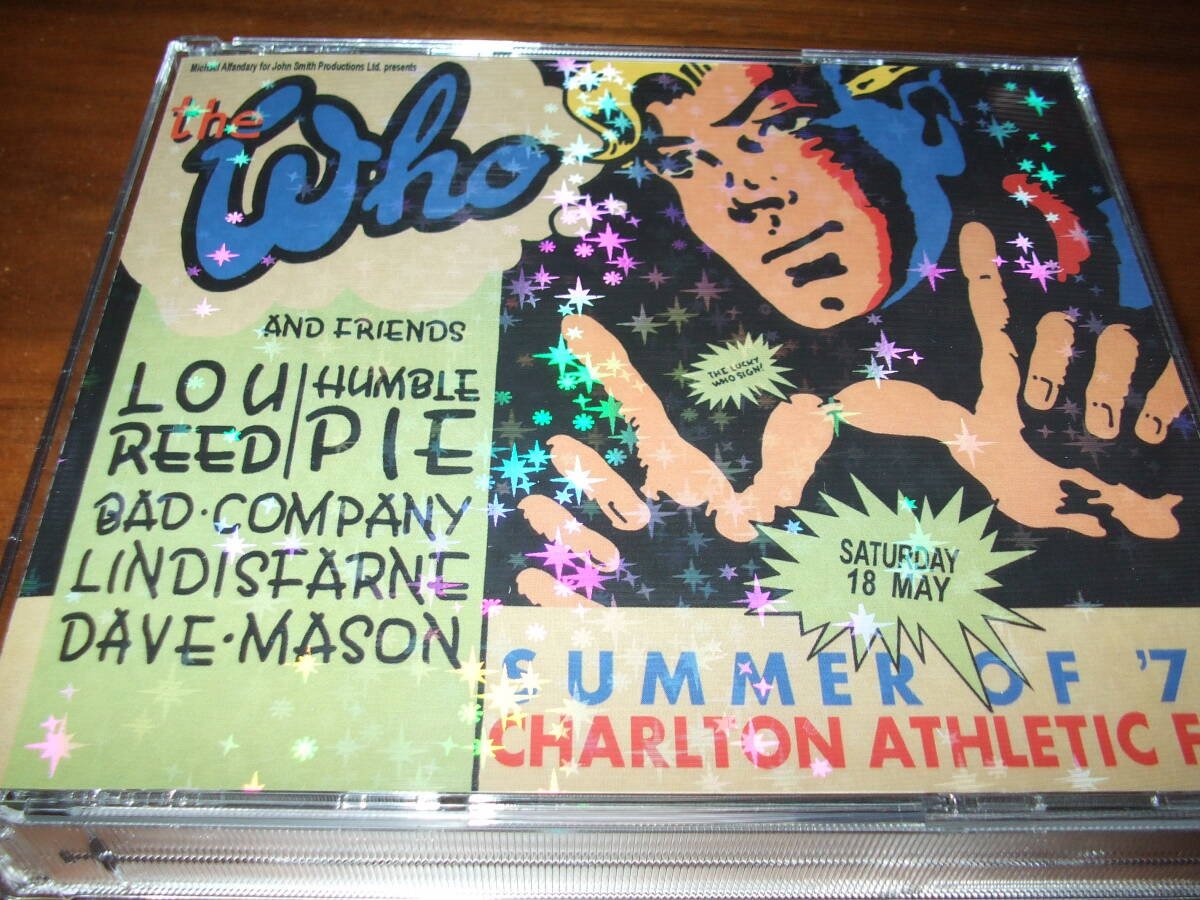 Michael Alfandary for John Smith Productions Ltd. presents
the
Who
AND FRIENDS
LOU REED
HUMBLE PIE
BAD·COMPANY
LINDISFARNE
DAVE·MASON
THE LUCKY
WHO SIGN!
SATURDAY
18 MAY
SUMMER OF '7
CHARLTON ATHLETIC F